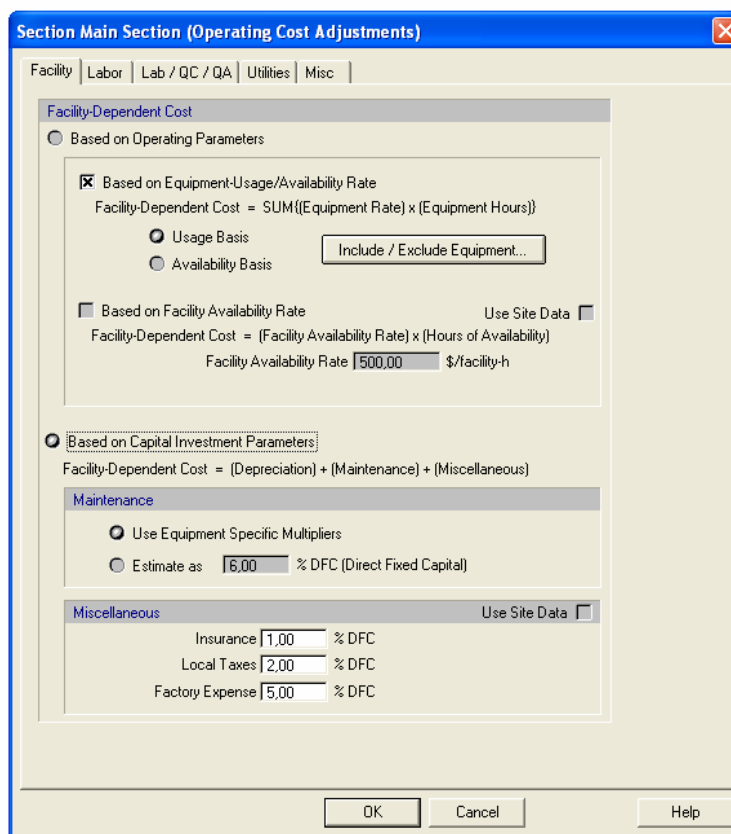 Section Main Section (Operating Cost Adjustments)
Facility Labor Lab / QC / QA Utilities Misc
Facility-Dependent Cost
Based on Operating Parameters
Based on Equipment-Usage/Availability Rate
Facility-Dependent Cost = SUM{(Equipment Rate) x (Equipment Hours)}
Usage Basis
Include / Exclude Equipment...
Availability Basis
Based on Facility Availability Rate Use Site Data
Facility-Dependent Cost = (Facility Availability Rate) x (Hours of Availability)
Facility Availability Rate 500,00 $/facility-h
Based on Capital Investment Parameters
Facility-Dependent Cost = (Depreciation) + (Maintenance) + (Miscellaneous)
Maintenance
Use Equipment Specific Multipliers
Estimate as 6,00 % DFC (Direct Fixed Capital)
Miscellaneous Use Site Data
Insurance 1,00 % DFC
Local Taxes 2,00 % DFC
Factory Expense 5,00 % DFC
OK Cancel Help